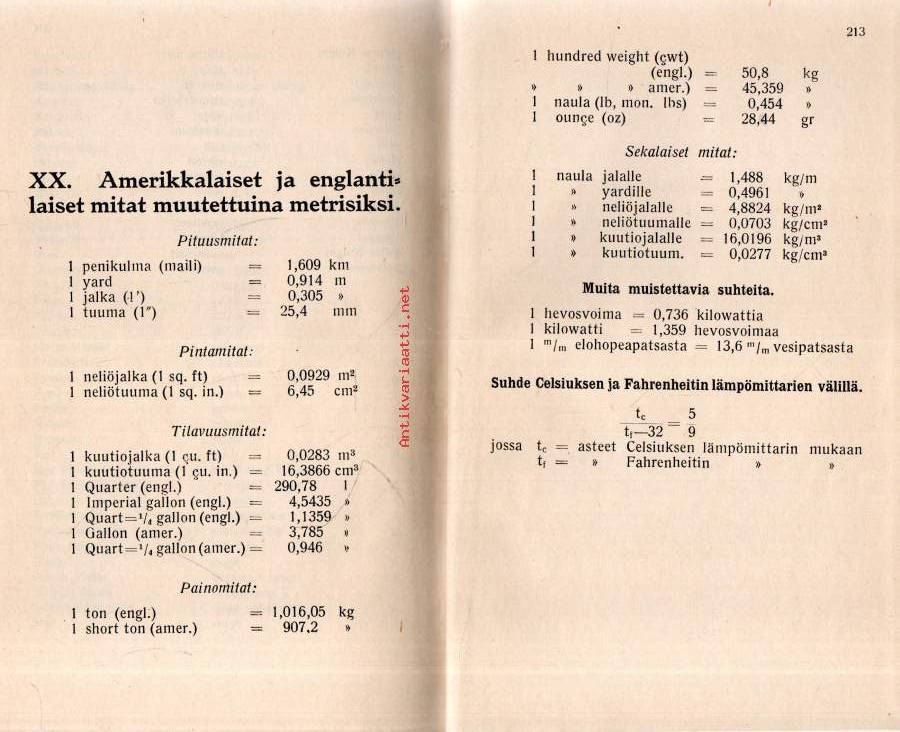 XX. Amerikkalaiset ja englanti-
laiset mitat muutettuina metrisiksi.
Pituusmitat:
1 penikulma (maili) = 1,609 km
1 yard = 0,914 m
1 jalka (1') = 0,305 »
1 tuuma (1") = 25,4 mm
Pintamitat:
1 neliöjalka (1 sq. ft) = 0,0929 m²
1 neliötuuma (1 sq. in.) = 6,45 cm²
Tilavuusmitat:
1 kuutiojalka (1 çu. ft) = 0,0283 m³
1 kuutiotuuma (1 çu. in.) = 16,3866 cm³
1 Quarter (engl.) = 290,78 l
1 Imperial gallon (engl.) = 4,5435 »
1 Quart=¹/₄ gallon (engl.) = 1,1359 »
1 Gallon (amer.) = 3,785 »
1 Quart=¹/₄ gallon (amer.) = 0,946 »
Painomitat:
1 ton (engl.) = 1,016,05 kg
1 short ton (amer.) = 907,2 »
Antikvariaatti.net
213
1 hundred weight (çwt)
(engl.) = 50,8 kg
» » » amer.) = 45,359 »
1 naula (lb, mon. lbs) = 0,454 »
1 ounçe (oz) = 28,44 gr
Sekalaiset mitat:
1 naula jalalle = 1,488 kg/m
1 » yardille = 0,4961 »
1 » neliöjalalle = 4,8824 kg/m²
1 » neliötuumalle = 0,0703 kg/cm²
1 » kuutiojalalle = 16,0196 kg/m³
1 » kuutiotuum. = 0,0277 kg/cm³
Muita muistettavia suhteita.
1 hevosvoima = 0,736 kilowattia
1 kilowatti = 1,359 hevosvoimaa
1 ᵐ/ₘ elohopeapatsasta = 13,6 ᵐ/ₘ vesipatsasta
Suhde Celsiuksen ja Fahrenheitin lämpömittarien välillä.
t_c 5
=
t_f—32 9
jossa t_c = asteet Celsiuksen lämpömittarin mukaan
t_f = » Fahrenheitin » »